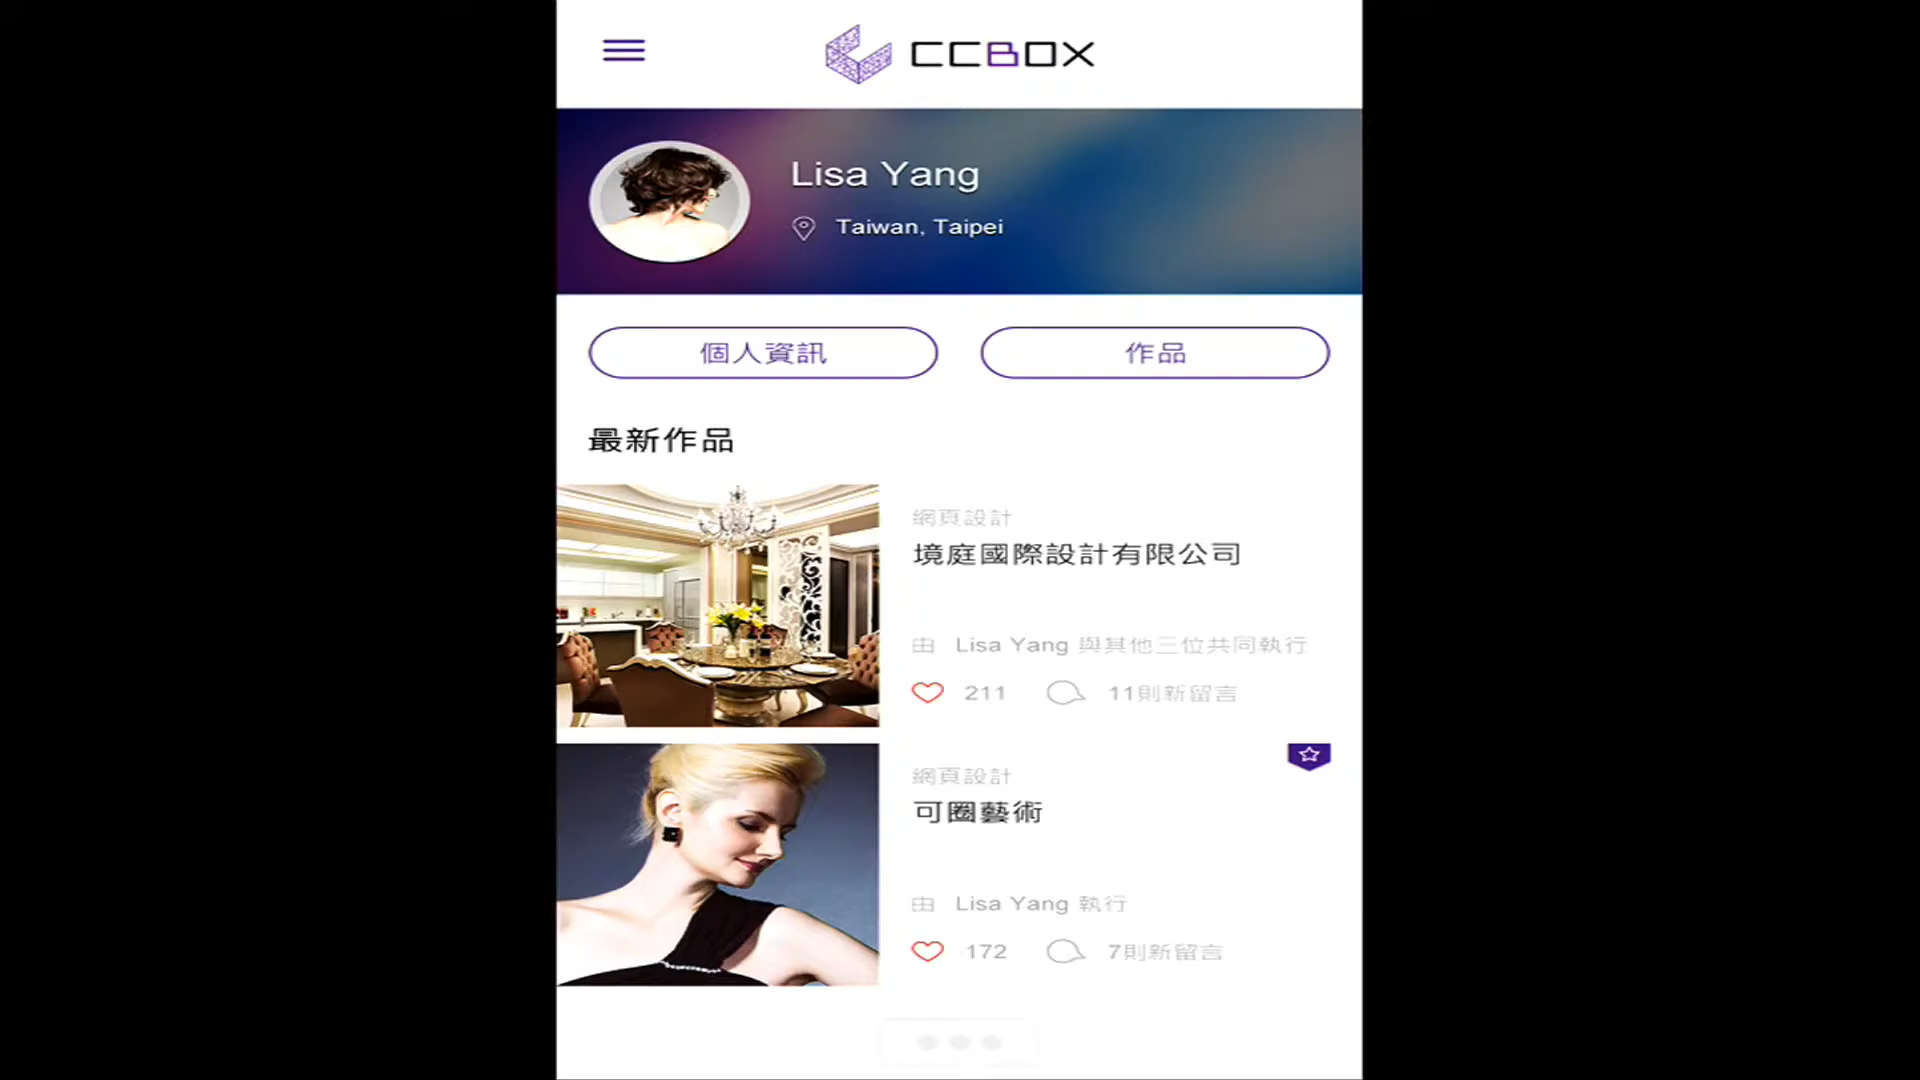 CCBOX
Lisa Yang
Taiwan, Taipei
個人資訊
作品
最新作品
網頁設計
境庭國際設計有限公司
由 Lisa Yang 與其他三位共同執行
211 11則新留言
網頁設計
可圈藝術
由 Lisa Yang 執行
172 7則新留言